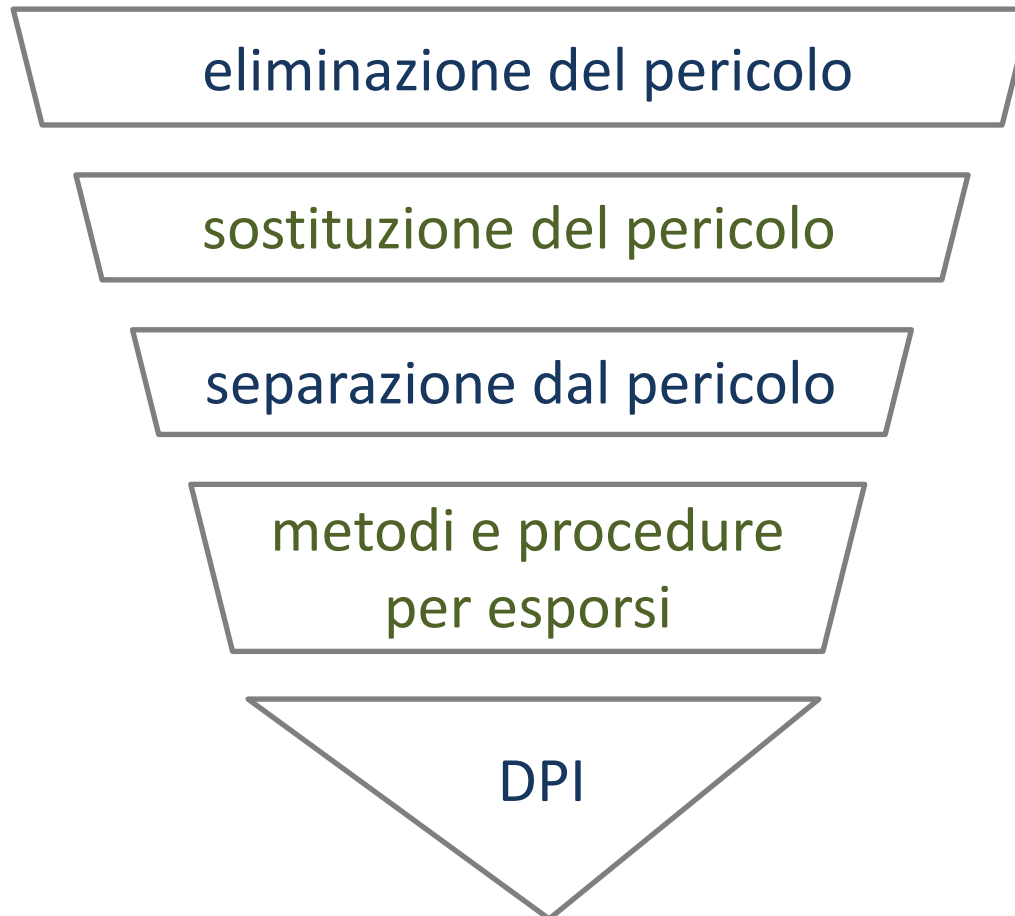 eliminazione del pericolo
sostituzione del pericolo
separazione dal pericolo
metodi e procedure
per esporsi
DPI